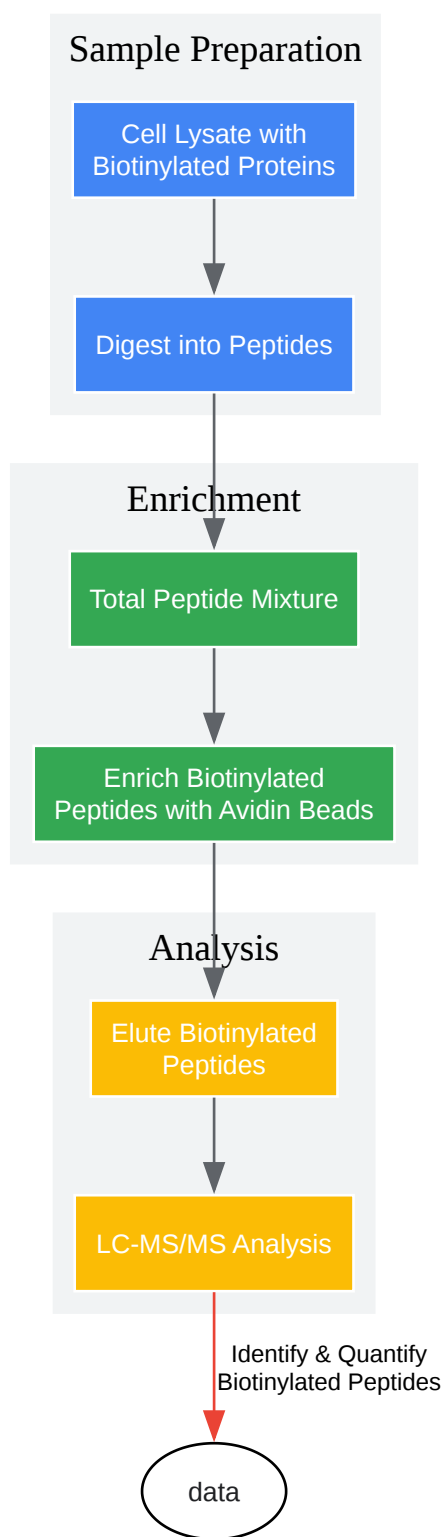 Sample Preparation
Cell Lysate with
Biotinylated Proteins
Digest into Peptides
Enrichment
Total Peptide Mixture
Enrich Biotinylated
Peptides with Avidin Beads
Analysis
Elute Biotinylated
Peptides
LC-MS/MS Analysis
Identify & Quantify
Biotinylated Peptides
data